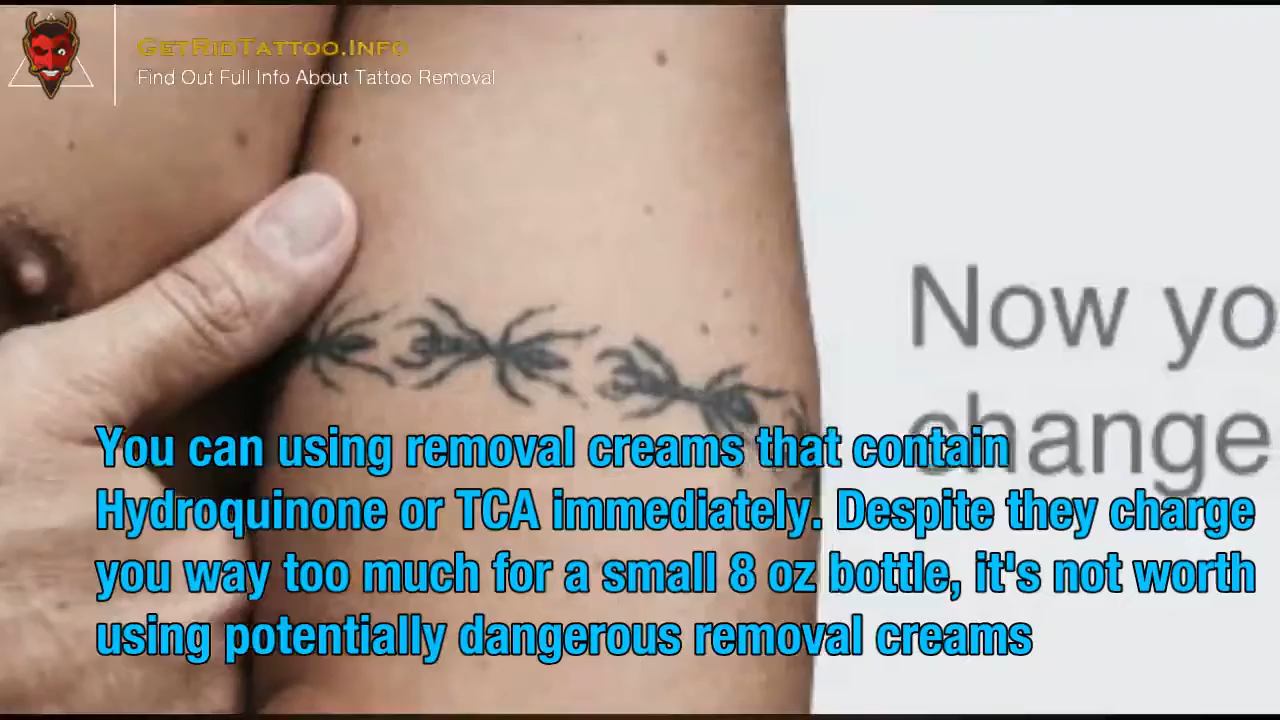 GetRidTattoo.Info
Find Out Full Info About Tattoo Removal
Now yo
change
You can using removal creams that contain
Hydroquinone or TCA immediately. Despite they charge
you way too much for a small 8 oz bottle, it's not worth
using potentially dangerous removal creams